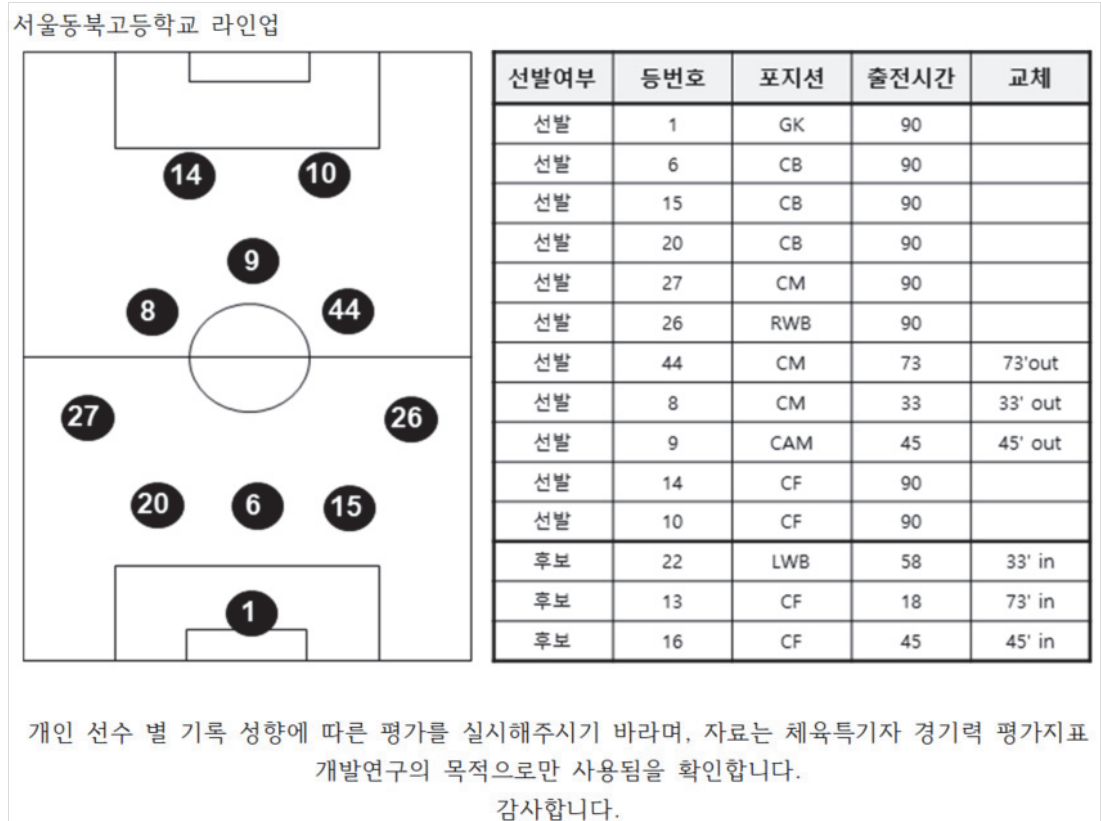 서울동북고등학교 라인업
14 10
9
8 44
27 26
20 6 15
1
선발여부 등번호 포지션 출전시간 교체
선발 1 GK 90
선발 6 CB 90
선발 15 CB 90
선발 20 CB 90
선발 27 CM 90
선발 26 RWB 90
선발 44 CM 73 73'out
선발 8 CM 33 33' out
선발 9 CAM 45 45' out
선발 14 CF 90
선발 10 CF 90
후보 22 LWB 58 33' in
후보 13 CF 18 73' in
후보 16 CF 45 45' in
개인 선수 별 기록 성향에 따른 평가를 실시해주시기 바라며, 자료는 체육특기자 경기력 평가지표
개발연구의 목적으로만 사용됨을 확인합니다.
감사합니다.